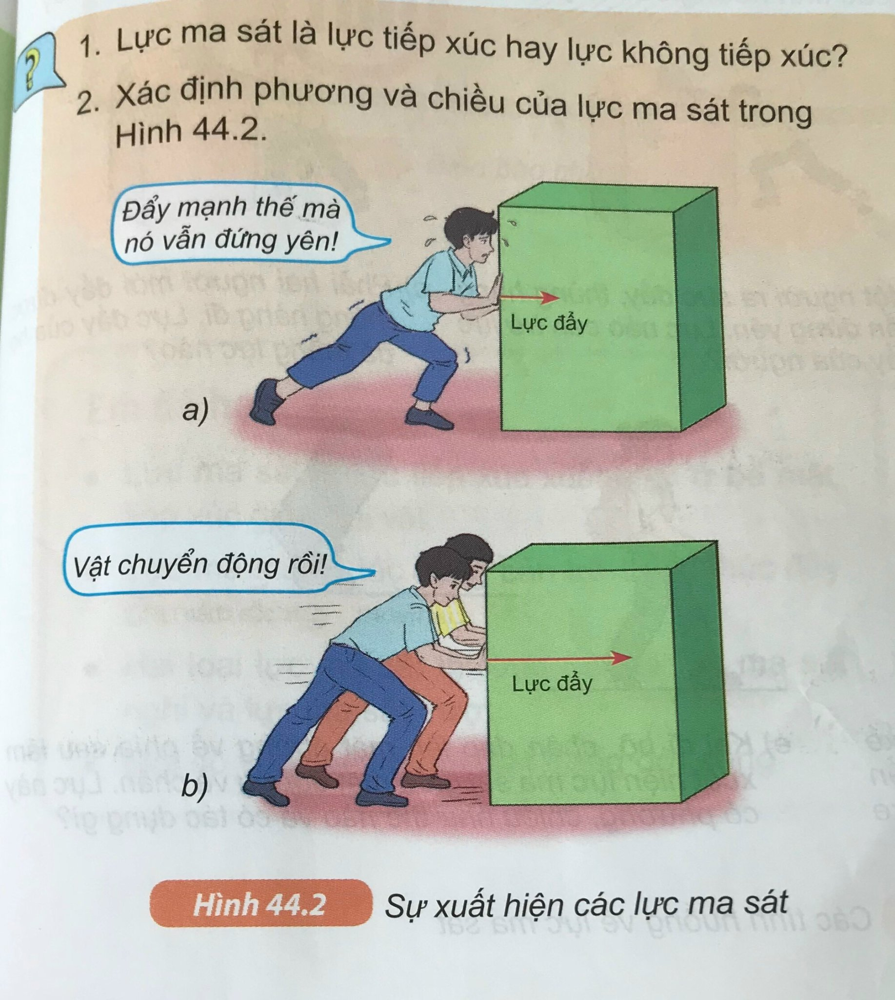 ?
1. Lực ma sát là lực tiếp xúc hay lực không tiếp xúc?
2. Xác định phương và chiều của lực ma sát trong
Hình 44.2.
Đẩy mạnh thế mà
nó vẫn đứng yên!
Lực đẩy
a)
Vật chuyển động rồi!
Lực đẩy
b)
Hình 44.2 Sự xuất hiện các lực ma sát